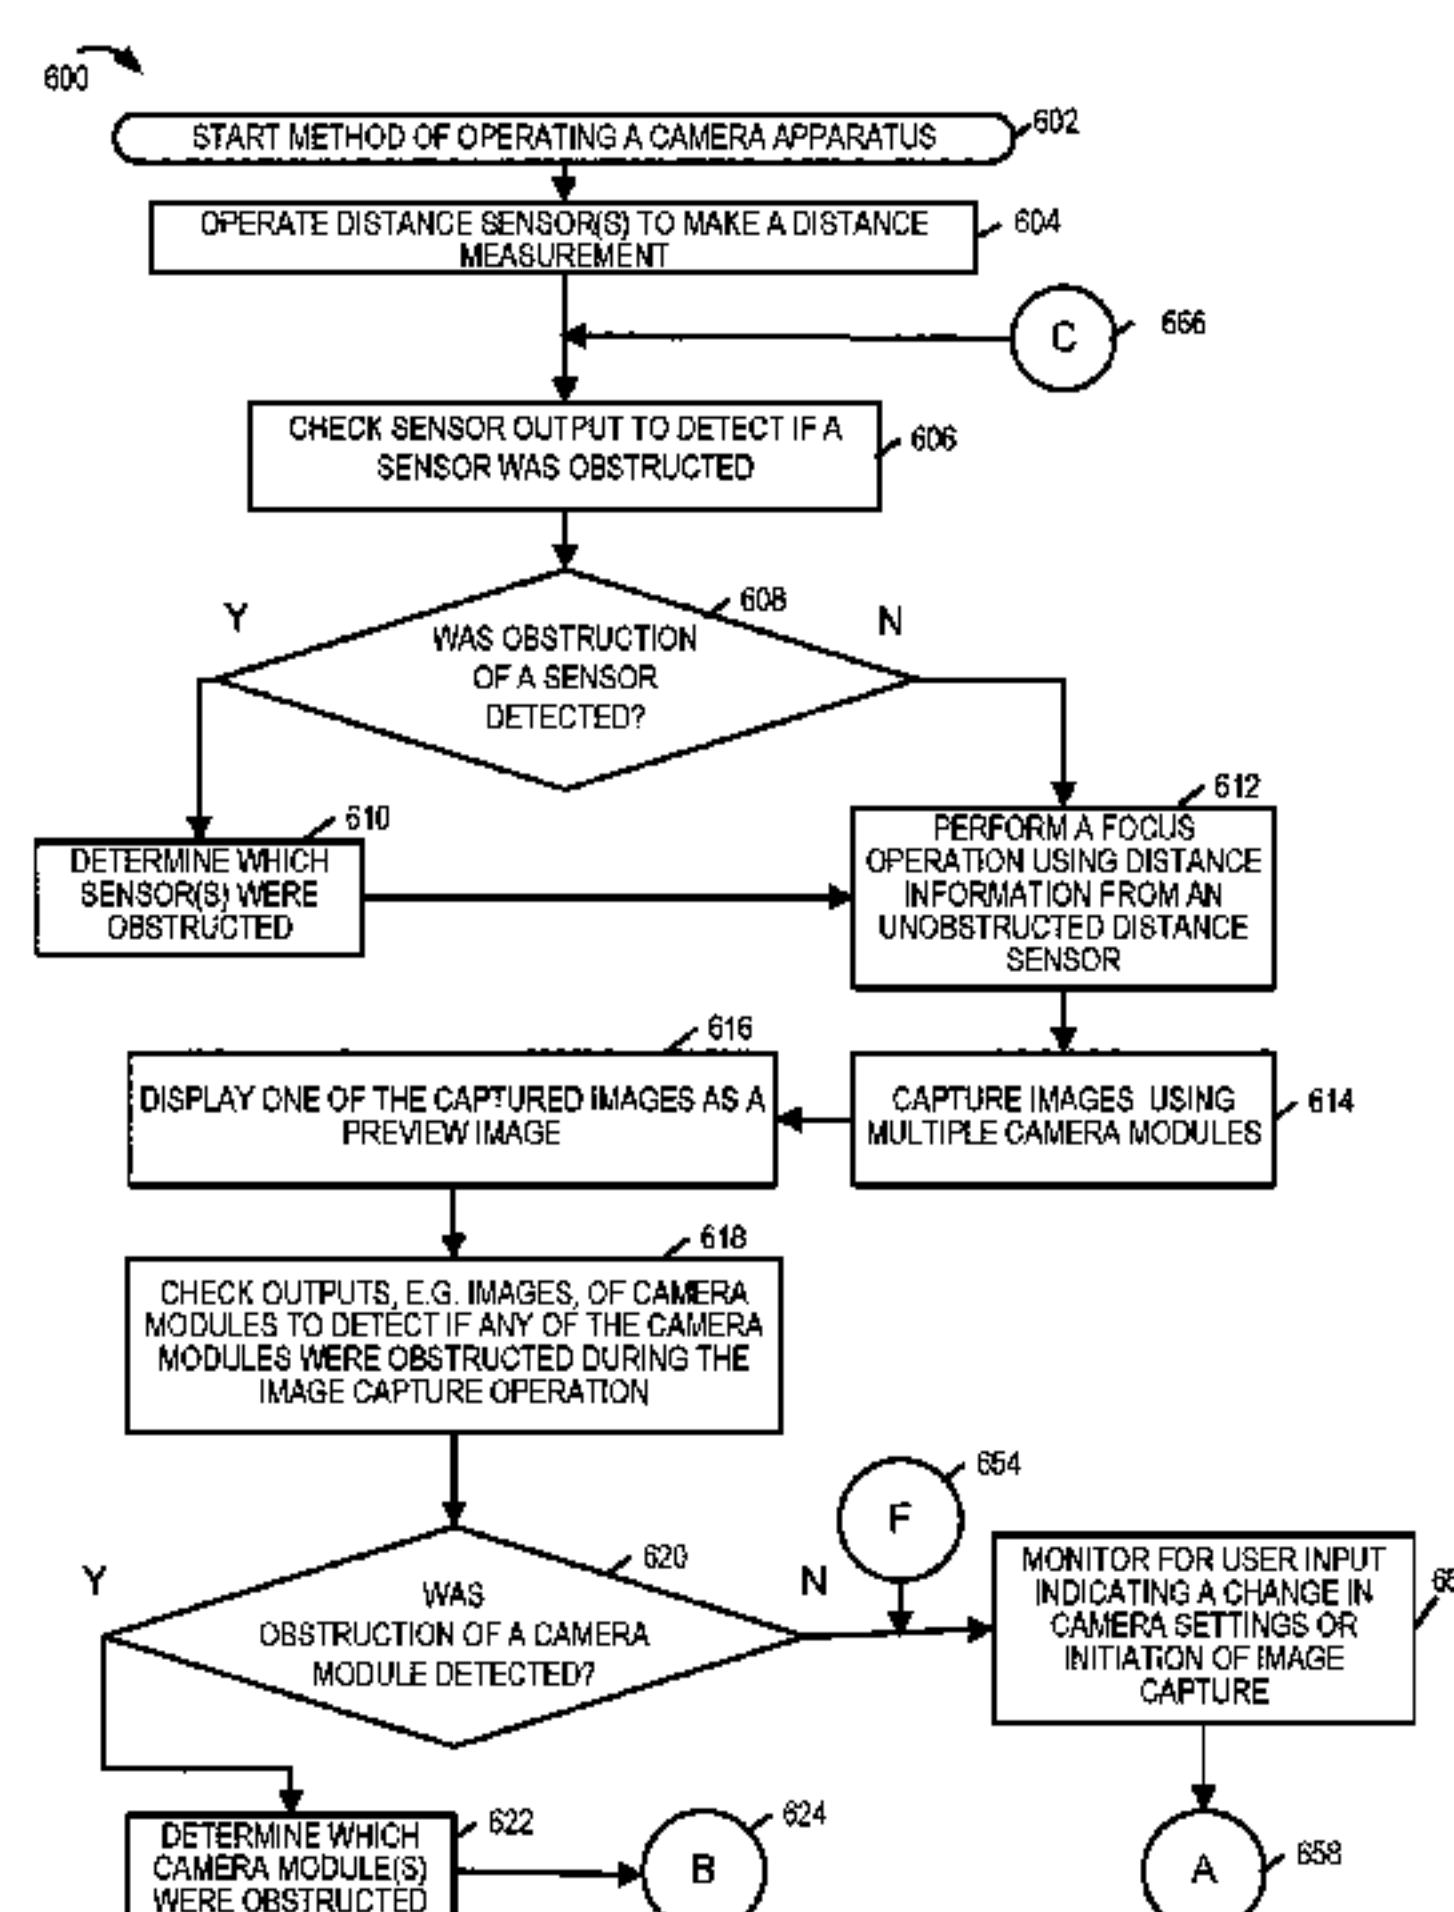 600
START METHOD OF OPERATING A CAMERA APPARATUS
602
OPERATE DISTANCE SENSOR(S) TO MAKE A DISTANCE
MEASUREMENT
604
C
666
CHECK SENSOR OUTPUT TO DETECT IF A
SENSOR WAS OBSTRUCTED
606
Y
608
N
WAS OBSTRUCTION
OF A SENSOR
DETECTED?
610
DETERMINE WHICH
SENSOR(S) WERE
OBSTRUCTED
612
PERFORM A FOCUS
OPERATION USING DISTANCE
INFORMATION FROM AN
UNOBSTRUCTED DISTANCE
SENSOR
616
DISPLAY ONE OF THE CAPTURED IMAGES AS A
PREVIEW IMAGE
CAPTURE IMAGES USING
MULTIPLE CAMERA MODULES
614
618
CHECK OUTPUTS, E.G. IMAGES, OF CAMERA
MODULES TO DETECT IF ANY OF THE CAMERA
MODULES WERE OBSTRUCTED DURING THE
IMAGE CAPTURE OPERATION
654
F
Y
620
N
WAS
OBSTRUCTION OF A CAMERA
MODULE DETECTED?
MONITOR FOR USER INPUT
INDICATING A CHANGE IN
CAMERA SETTINGS OR
INITIATION OF IMAGE
CAPTURE
622
DETERMINE WHICH
CAMERA MODULE(S)
WERE OBSTRUCTED
B
624
A
658